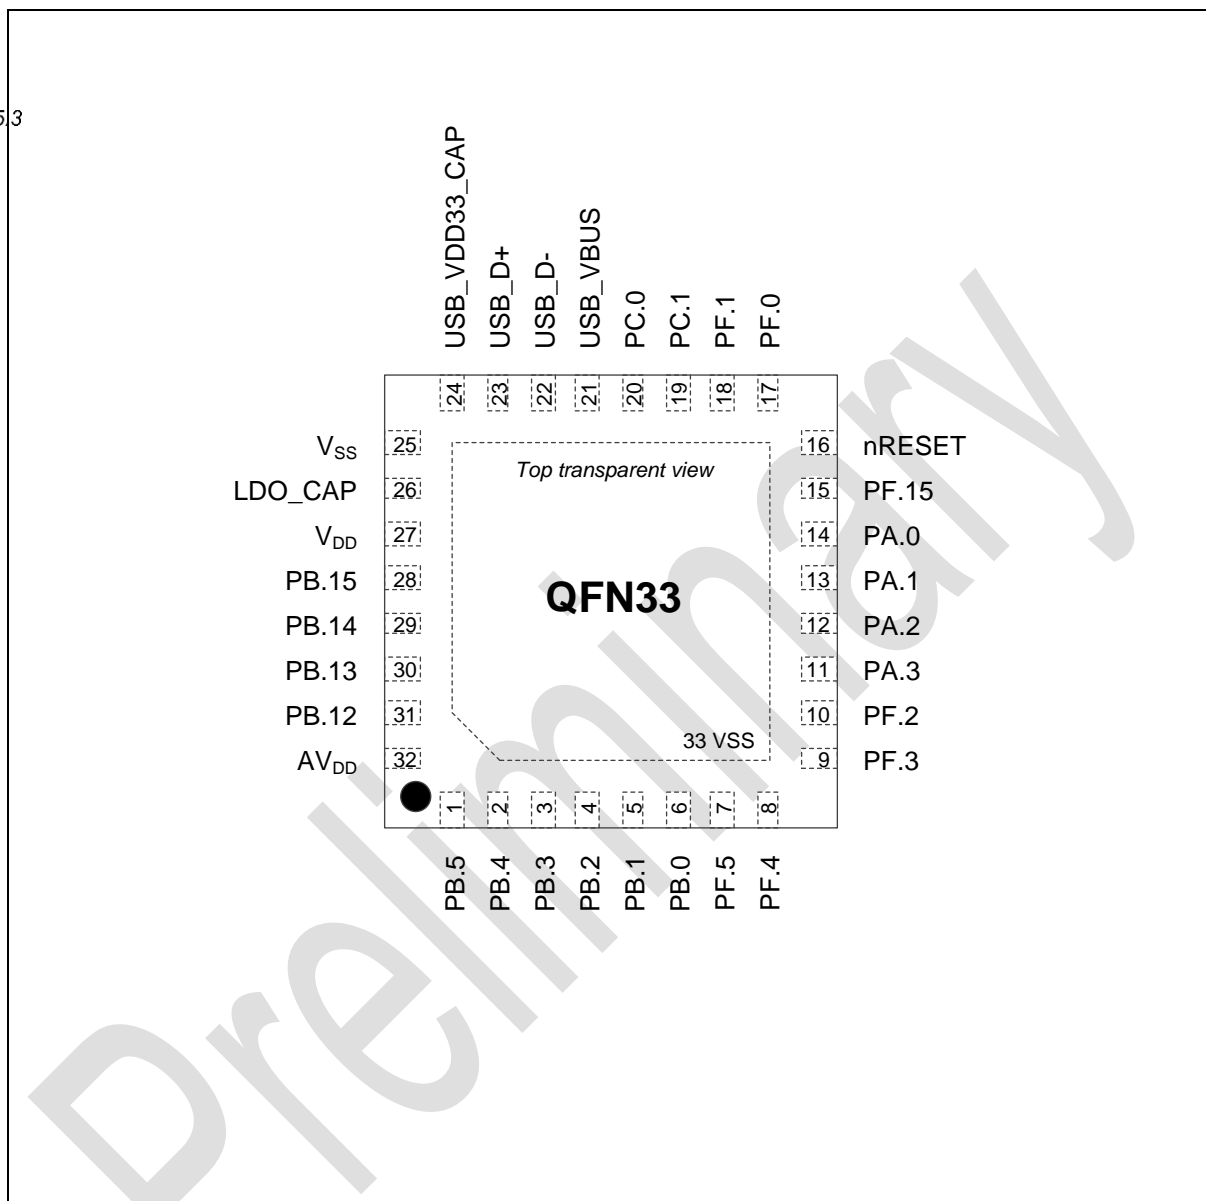 5.3
USB_VDD33_CAP
USB_D+
USB_D-
USB_VBUS
PC.0
PC.1
PF.1
PF.0
24
23
22
21
20
19
18
17
VSS 25
LDO_CAP 26
VDD 27
PB.15 28
PB.14 29
PB.13 30
PB.12 31
AVDD 32
Top transparent view
QFN33
33 VSS
16 nRESET
15 PF.15
14 PA.0
13 PA.1
12 PA.2
11 PA.3
10 PF.2
9 PF.3
1
2
3
4
5
6
7
8
PB.5
PB.4
PB.3
PB.2
PB.1
PB.0
PF.5
PF.4
Preliminary